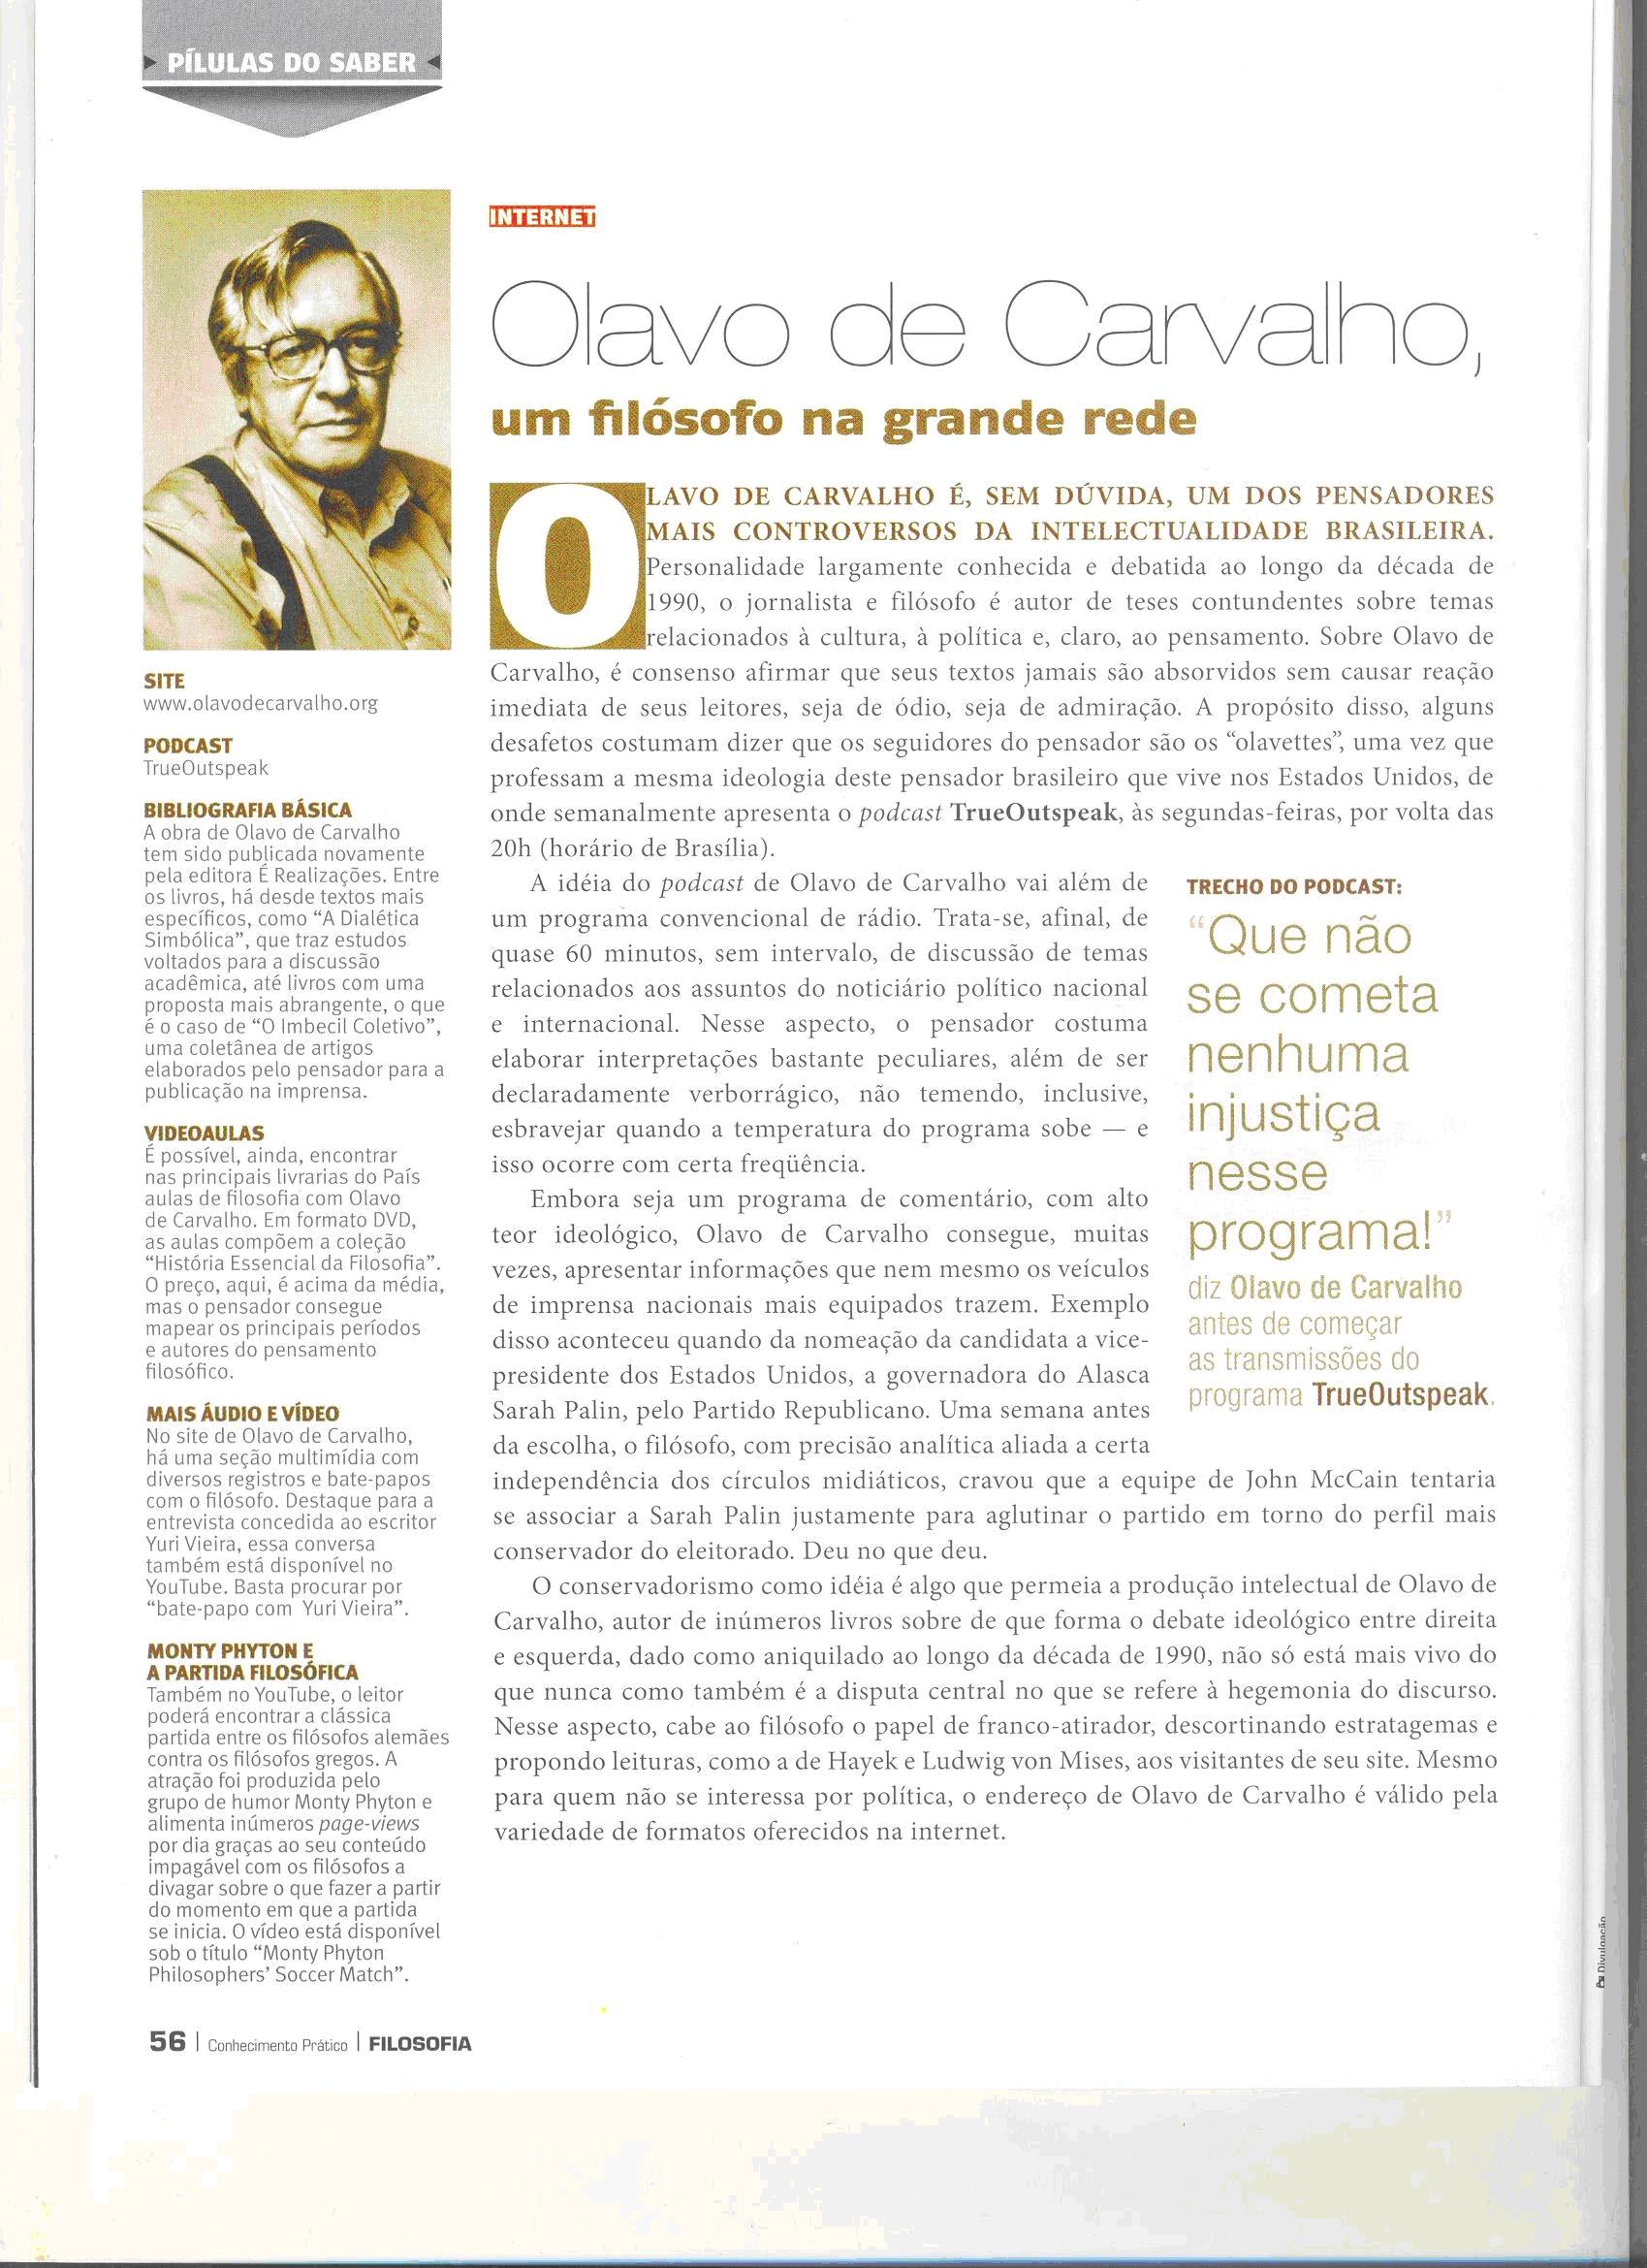 PÍLULAS DO SABER
SITE
www.olavodecarvalho.org
PODCAST
TrueOutspeak
BIBLIOGRAFIA BÁSICA
A obra de Olavo de Carvalho
tem sido publicada novamente
pela editora É Realizações. Entre
os livros, há desde textos mais
específicos, como “A Dialética
Simbólica”, que traz estudos
voltados para a discussão
acadêmica, até livros com uma
proposta mais abrangente, o que
é o caso de “O Imbecil Coletivo”,
uma coletânea de artigos
elaborados pelo pensador para a
publicação na imprensa.
VIDEOAULAS
É possível, ainda, encontrar
nas principais livrarias do País
aulas de filosofia com Olavo
de Carvalho. Em formato DVD,
as aulas compõem a coleção
“História Essencial da Filosofia”.
O preço, aqui, é acima da média,
mas o pensador consegue
mapear os principais períodos
e autores do pensamento
filosófico.
MAIS ÁUDIO E VÍDEO
No site de Olavo de Carvalho,
há uma seção multimídia com
diversos registros e bate-papos
com o filósofo. Destaque para a
entrevista concedida ao escritor
Yuri Vieira, essa conversa
também está disponível no
YouTube. Basta procurar por
“bate-papo com Yuri Vieira”.
MONTY PHYTON E
A PARTIDA FILOSÓFICA
Também no YouTube, o leitor
poderá encontrar a clássica
partida entre os filósofos alemães
contra os filósofos gregos. A
atração foi produzida pelo
grupo de humor Monty Phyton e
alimenta inúmeros page-views
por dia graças ao seu conteúdo
impagável com os filósofos a
divagar sobre o que fazer a partir
do momento em que a partida
se inicia. O vídeo está disponível
sob o título “Monty Phyton
Philosophers’ Soccer Match”.
INTERNET
Olavo de Carvalho,
um filósofo na grande rede
OLAVO DE CARVALHO É, SEM DÚVIDA, UM DOS PENSADORES
MAIS CONTROVERSOS DA INTELECTUALIDADE BRASILEIRA.
Personalidade largamente conhecida e debatida ao longo da década de
1990, o jornalista e filósofo é autor de teses contundentes sobre temas
relacionados à cultura, à política e, claro, ao pensamento. Sobre Olavo de
Carvalho, é consenso afirmar que seus textos jamais são absorvidos sem causar reação
imediata de seus leitores, seja de ódio, seja de admiração. A propósito disso, alguns
desafetos costumam dizer que os seguidores do pensador são os “olavettes”, uma vez que
professam a mesma ideologia deste pensador brasileiro que vive nos Estados Unidos, de
onde semanalmente apresenta o podcast TrueOutspeak, às segundas-feiras, por volta das
20h (horário de Brasília).
A idéia do podcast de Olavo de Carvalho vai além de
um programa convencional de rádio. Trata-se, afinal, de
quase 60 minutos, sem intervalo, de discussão de temas
relacionados aos assuntos do noticiário político nacional
e internacional. Nesse aspecto, o pensador costuma
elaborar interpretações bastante peculiares, além de ser
declaradamente verborrágico, não temendo, inclusive,
esbravejar quando a temperatura do programa sobe — e
isso ocorre com certa freqüência.
Embora seja um programa de comentário, com alto
teor ideológico, Olavo de Carvalho consegue, muitas
vezes, apresentar informações que nem mesmo os veículos
de imprensa nacionais mais equipados trazem. Exemplo
disso aconteceu quando da nomeação da candidata a vice-
presidente dos Estados Unidos, a governadora do Alasca
Sarah Palin, pelo Partido Republicano. Uma semana antes
da escolha, o filósofo, com precisão analítica aliada a certa
independência dos círculos midiáticos, cravou que a equipe de John McCain tentaria
se associar a Sarah Palin justamente para aglutinar o partido em torno do perfil mais
conservador do eleitorado. Deu no que deu.
O conservadorismo como idéia é algo que permeia a produção intelectual de Olavo de
Carvalho, autor de inúmeros livros sobre de que forma o debate ideológico entre direita
e esquerda, dado como aniquilado ao longo da década de 1990, não só está mais vivo do
que nunca como também é a disputa central no que se refere à hegemonia do discurso.
Nesse aspecto, cabe ao filósofo o papel de franco-atirador, descortinando estratagemas e
propondo leituras, como a de Hayek e Ludwig von Mises, aos visitantes de seu site. Mesmo
para quem não se interessa por política, o endereço de Olavo de Carvalho é válido pela
variedade de formatos oferecidos na internet.
TRECHO DO PODCAST:
“Que não
se cometa
nenhuma
injustiça
nesse
programa!”
diz Olavo de Carvalho
antes de começar
as transmissões do
programa TrueOutspeak.
Divulgação
56 | Conhecimento Prático | FILOSOFIA